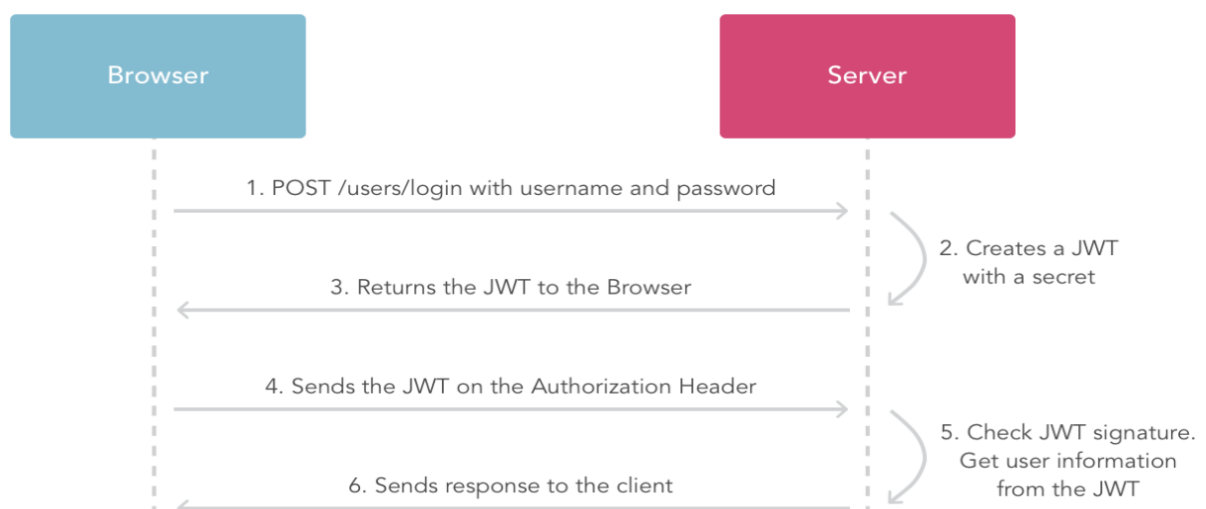 Browser
Server
1. POST /users/login with username and password
2. Creates a JWT
with a secret
3. Returns the JWT to the Browser
4. Sends the JWT on the Authorization Header
5. Check JWT signature.
Get user information
from the JWT
6. Sends response to the client